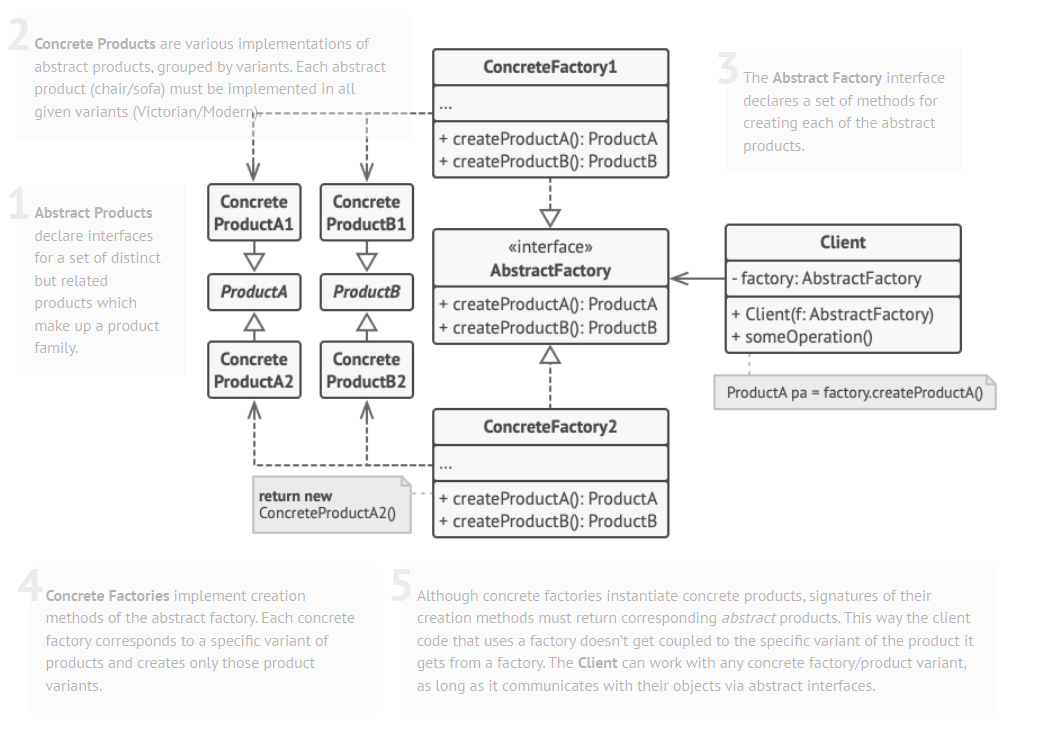 2
Concrete Products are various implementations of
abstract products, grouped by variants. Each abstract
product (chair/sofa) must be implemented in all
given variants (Victorian/Modern).
ConcreteFactory1
...
+ createProductA(): ProductA
+ createProductB(): ProductB
3
The Abstract Factory interface
declares a set of methods for
creating each of the abstract
products.
1
Abstract Products
declare interfaces
for a set of distinct
but related
products which
make up a product
family.
Concrete
ProductA1
Concrete
ProductB1
ProductA
ProductB
Concrete
ProductA2
Concrete
ProductB2
«interface»
AbstractFactory
+ createProductA(): ProductA
+ createProductB(): ProductB
Client
- factory: AbstractFactory
+ Client(f: AbstractFactory)
+ someOperation()
ProductA pa = factory.createProductA()
ConcreteFactory2
...
+ createProductA(): ProductA
+ createProductB(): ProductB
return new
ConcreteProductA2()
4
Concrete Factories implement creation
methods of the abstract factory. Each concrete
factory corresponds to a specific variant of
products and creates only those product
variants.
5
Although concrete factories instantiate concrete products, signatures of their
creation methods must return corresponding abstract products. This way the client
code that uses a factory doesn't get coupled to the specific variant of the product it
gets from a factory. The Client can work with any concrete factory/product variant,
as long as it communicates with their objects via abstract interfaces.